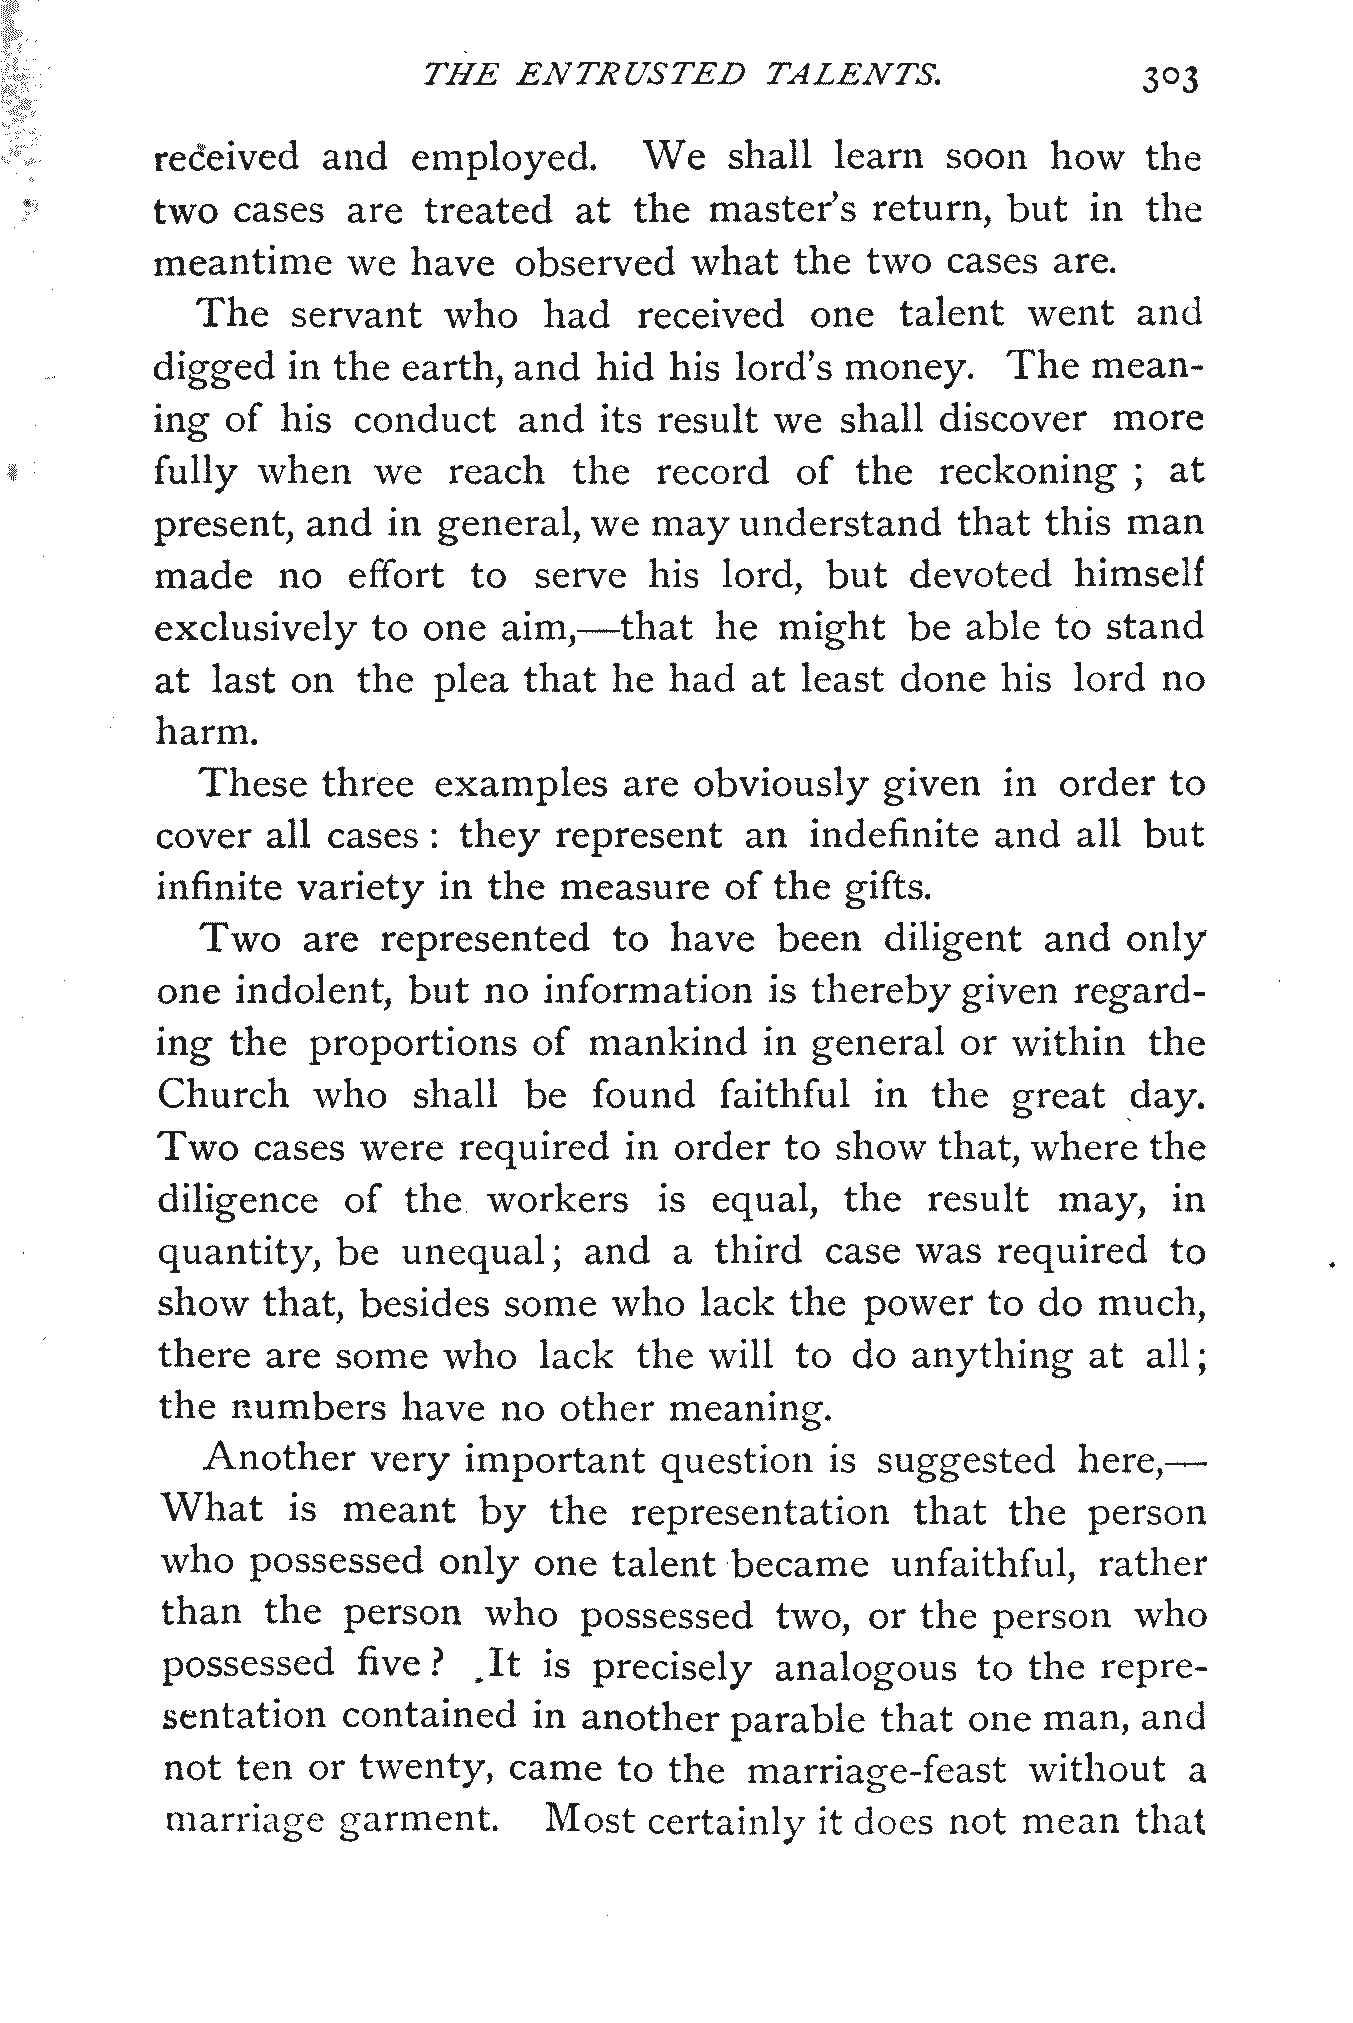 THE ENTRUSTED TALENTS. 303
received and employed. We shall learn soon how the
two cases are treated at the master's return, but in the
meantime we have observed what the two cases are.
The servant who had received one talent went and
digged in the earth, and hid his lord's money. The mean-
ing of his conduct and its result we shall discover more
fully when we reach the record of the reckoning ; at
present, and in general, we may understand that this man
made no effort to serve his lord, but devoted himself
exclusively to one aim,—that he might be able to stand
at last on the plea that he had at least done his lord no
harm.
These three examples are obviously given in order to
cover all cases : they represent an indefinite and all but
infinite variety in the measure of the gifts.
Two are represented to have been diligent and only
one indolent, but no information is thereby given regard-
ing the proportions of mankind in general or within the
Church who shall be found faithful in the great day.
Two cases were required in order to show that, where the
diligence of the workers is equal, the result may, in
quantity, be unequal; and a third case was required to
show that, besides some who lack the power to do much,
there are some who lack the will to do anything at all;
the numbers have no other meaning.
Another very important question is suggested here,—
What is meant by the representation that the person
who possessed only one talent became unfaithful, rather
than the person who possessed two, or the person who
possessed five ? It is precisely analogous to the repre-
sentation contained in another parable that one man, and
not ten or twenty, came to the marriage-feast without a
marriage garment. Most certainly it does not mean that